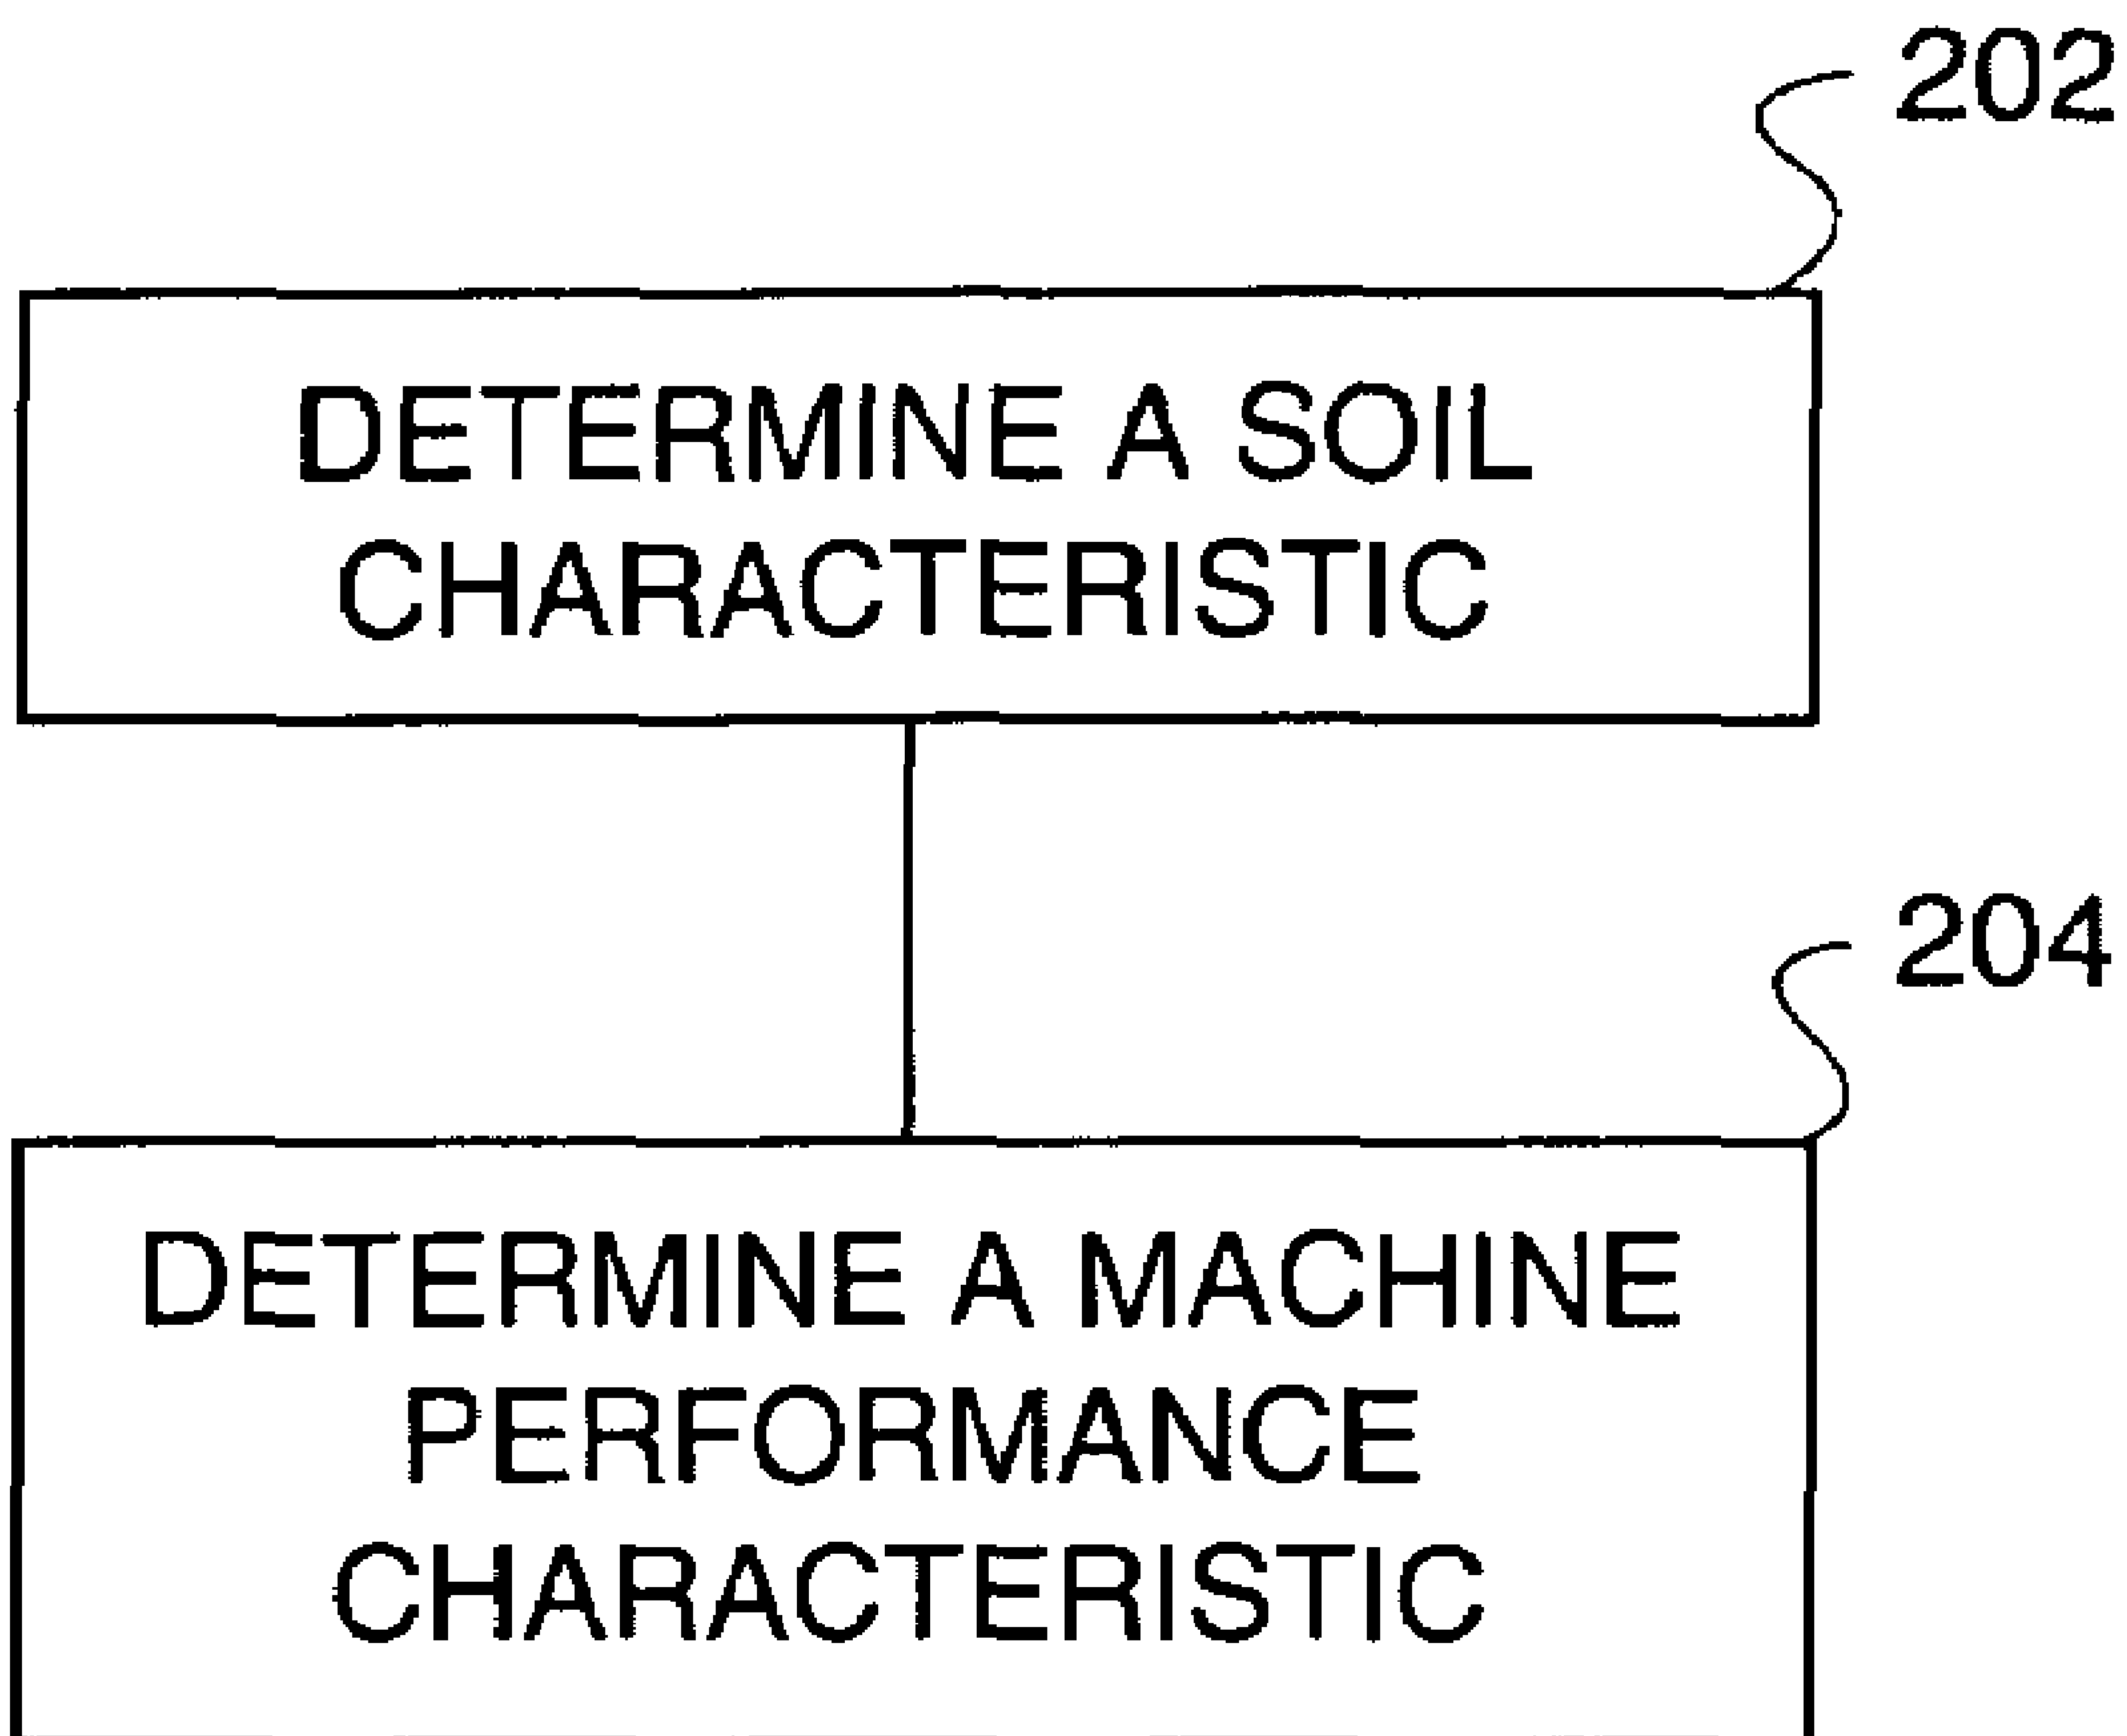 202
DETERMINE A SOIL
CHARACTERISTIC
204
DETERMINE A MACHINE
PERFORMANCE
CHARACTERISTIC